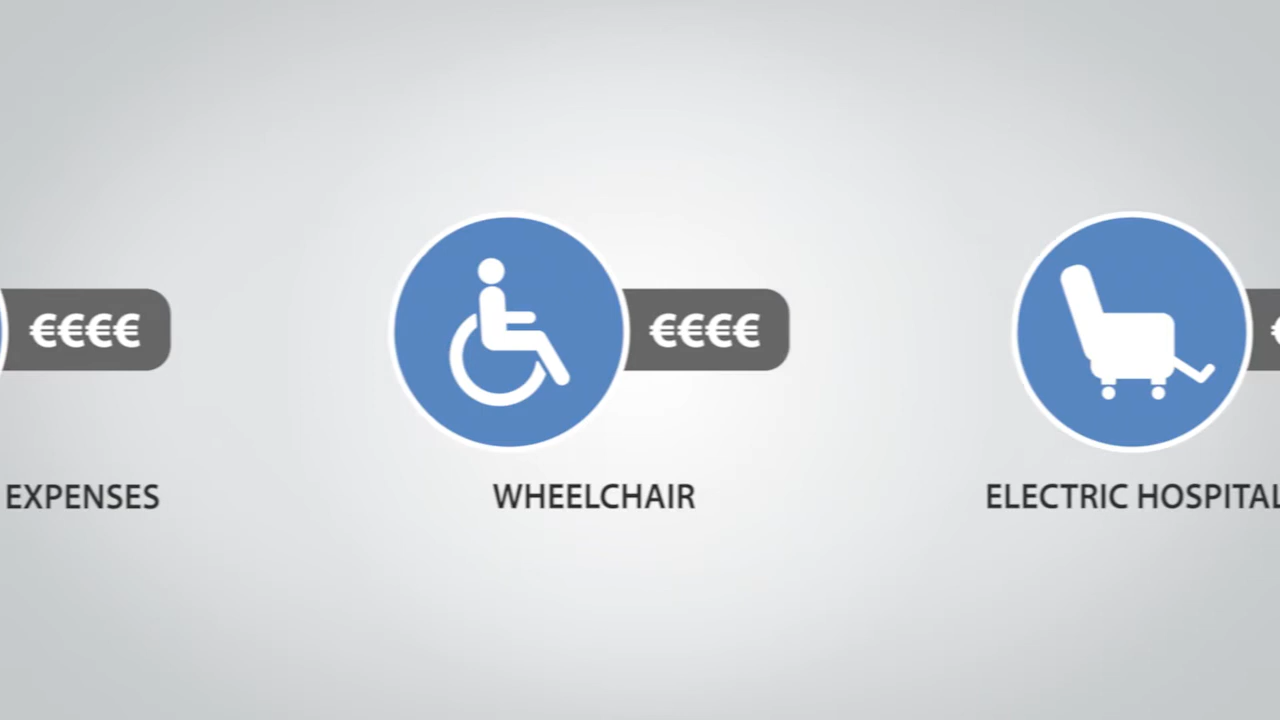 €€€€
€€€€
€
EXPENSES
WHEELCHAIR
ELECTRIC HOSPITAL